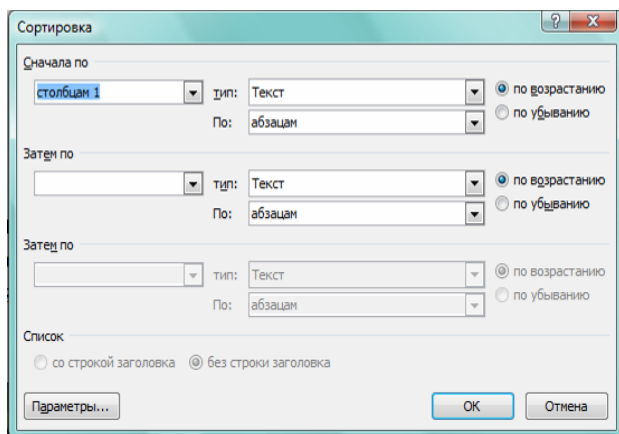 Сортировка
Сначала по
столбцам 1 тип: Текст по возрастанию
По: абзацам по убыванию
Затем по
тип: Текст по возрастанию
По: абзацам по убыванию
Затем по
тип: Текст по возрастанию
По: абзацам по убыванию
Список
со строкой заголовка без строки заголовка
Параметры... ОК Отмена